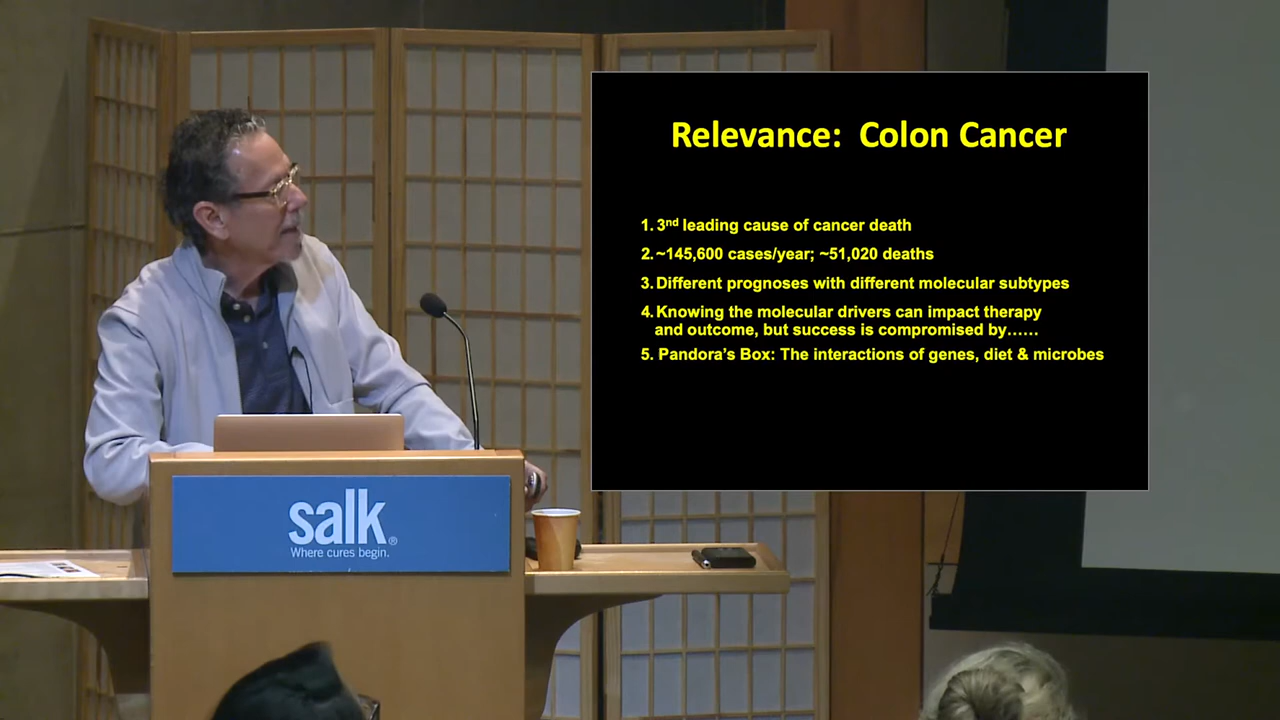 Relevance: Colon Cancer
1. 3nd leading cause of cancer death
2. ~145,600 cases/year; ~51,020 deaths
3. Different prognoses with different molecular subtypes
4. Knowing the molecular drivers can impact therapy
and outcome, but success is compromised by……
5. Pandora’s Box: The interactions of genes, diet & microbes
salk®
Where cures begin.